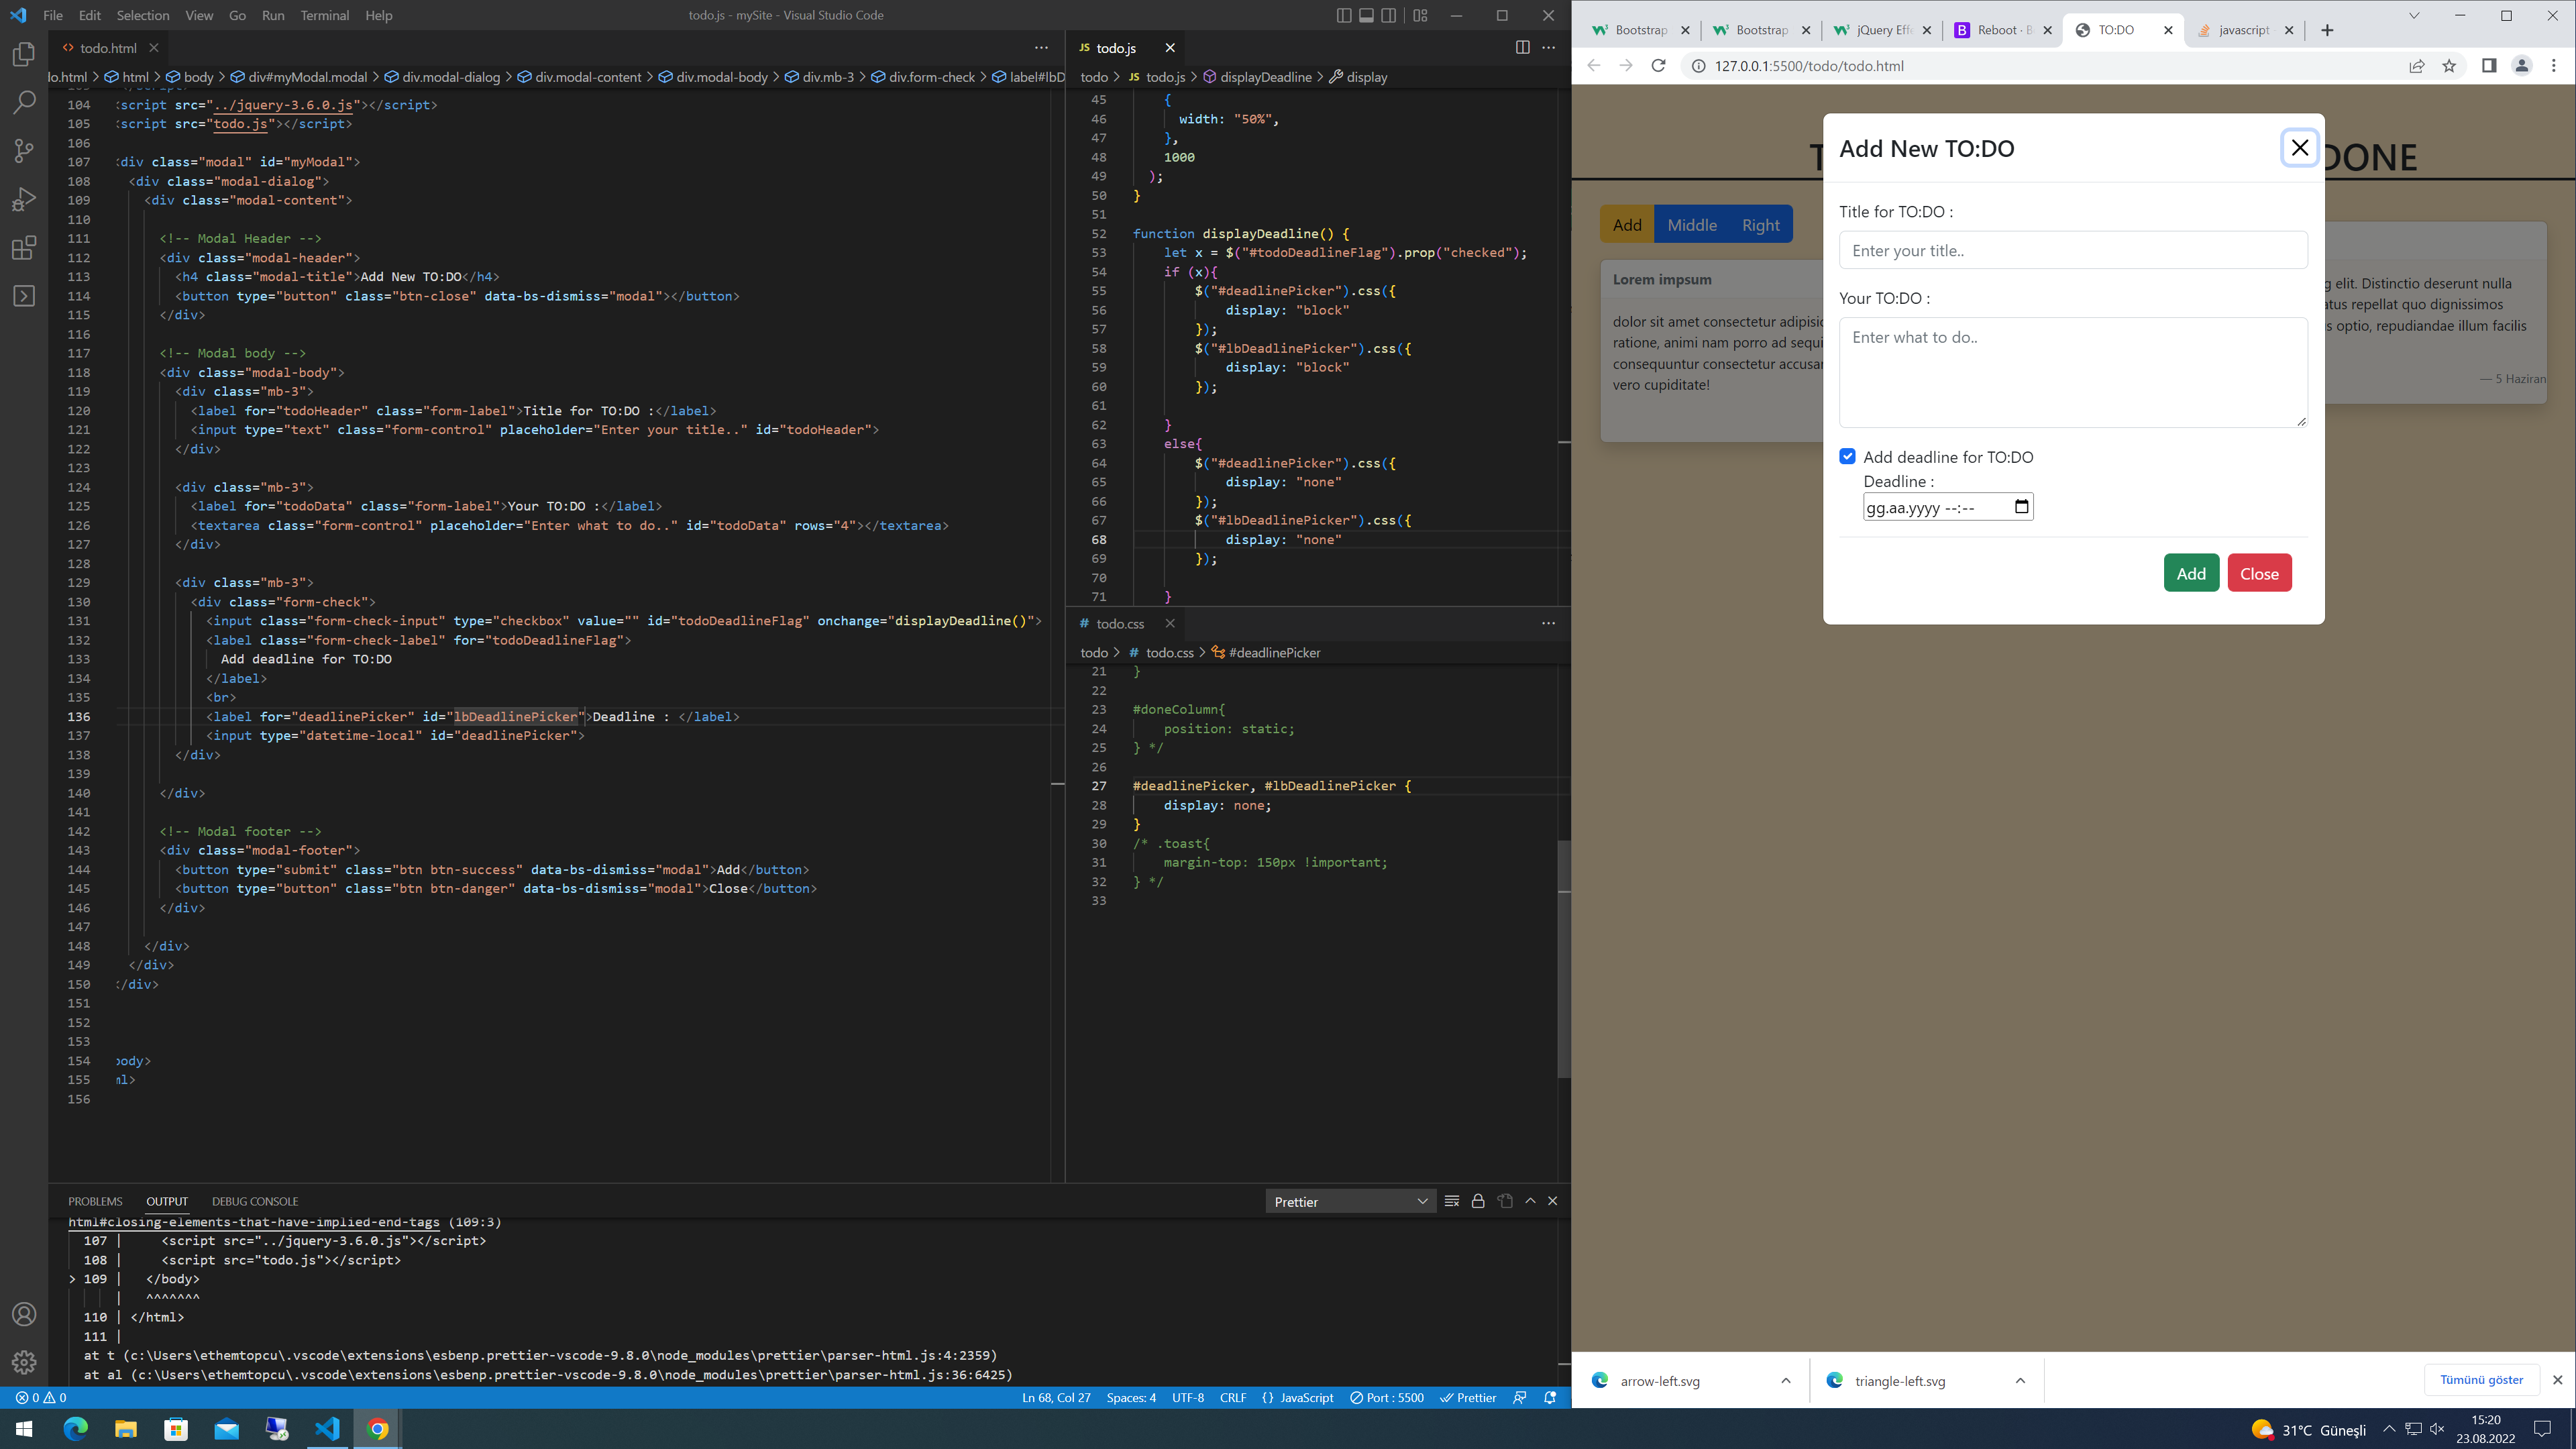 File Edit Selection View Go Run Terminal Help
todo.js - mySite - Visual Studio Code
todo.html
lo.html > html > body > div#myModal.modal > div.modal-dialog > div.modal-content > div.modal-body > div.mb-3 > div.form-check > label#lbD
104 :script src="../jquery-3.6.0.js"></script>
105 :script src="todo.js"></script>
106
107 :div class="modal" id="myModal">
108 <div class="modal-dialog">
109 <div class="modal-content">
110
111 <!-- Modal Header -->
112 <div class="modal-header">
113 <h4 class="modal-title">Add New TO:DO</h4>
114 <button type="button" class="btn-close" data-bs-dismiss="modal"></button>
115 </div>
116
117 <!-- Modal body -->
118 <div class="modal-body">
119 <div class="mb-3">
120 <label for="todoHeader" class="form-label">Title for TO:DO :</label>
121 <input type="text" class="form-control" placeholder="Enter your title.." id="todoHeader">
122 </div>
123
124 <div class="mb-3">
125 <label for="todoData" class="form-label">Your TO:DO :</label>
126 <textarea class="form-control" placeholder="Enter what to do.." id="todoData" rows="4"></textarea>
127 </div>
128
129 <div class="mb-3">
130 <div class="form-check">
131 <input class="form-check-input" type="checkbox" value="" id="todoDeadlineFlag" onchange="displayDeadline()">
132 <label class="form-check-label" for="todoDeadlineFlag">
133 Add deadline for TO:DO
134 </label>
135 <br>
136 <label for="deadlinePicker" id="lbDeadlinePicker">Deadline : </label>
137 <input type="datetime-local" id="deadlinePicker">
138 </div>
139
140 </div>
141
142 <!-- Modal footer -->
143 <div class="modal-footer">
144 <button type="submit" class="btn btn-success" data-bs-dismiss="modal">Add</button>
145 <button type="button" class="btn btn-danger" data-bs-dismiss="modal">Close</button>
146 </div>
147
148 </div>
149 </div>
150 :/div>
151
152
153
154 body>
155 ml>
156
JS todo.js
todo > JS todo.js > displayDeadline > display
45 {
46 width: "50%",
47 },
48 1000
49 );
50 }
51
52 function displayDeadline() {
53 let x = $("#todoDeadlineFlag").prop("checked");
54 if (x){
55 $("#deadlinePicker").css({
56 display: "block"
57 });
58 $("#lbDeadlinePicker").css({
59 display: "block"
60 });
61
62 }
63 else{
64 $("#deadlinePicker").css({
65 display: "none"
66 });
67 $("#lbDeadlinePicker").css({
68 display: "none"
69 });
70
71 }
# todo.css
todo > # todo.css > #deadlinePicker
21 }
22
23 #doneColumn{
24 position: static;
25 } */
26
27 #deadlinePicker, #lbDeadlinePicker {
28 display: none;
29 }
30 /* .toast{
31 margin-top: 150px !important;
32 } */
33
PROBLEMS OUTPUT DEBUG CONSOLE
Prettier
html#closing-elements-that-have-implied-end-tags (109:3)
107 | <script src="../jquery-3.6.0.js"></script>
108 | <script src="todo.js"></script>
> 109 | </body>
| ^^^^^^^
110 | </html>
111 |
at t (c:\Users\ethemtopcu\.vscode\extensions\esbenp.prettier-vscode-9.8.0\node_modules\prettier\parser-html.js:4:2359)
at al (c:\Users\ethemtopcu\.vscode\extensions\esbenp.prettier-vscode-9.8.0\node_modules\prettier\parser-html.js:36:6425)
0 0 Ln 68, Col 27 Spaces: 4 UTF-8 CRLF {} JavaScript Port : 5500 Prettier
Bootstrap Bootstrap jQuery Effe Reboot · B TO:DO javascript
127.0.0.1:5500/todo/todo.html
T DONE
Add Middle Right
Lorem impsum
dolor sit amet consectetur adipisic
ratione, animi nam porro ad sequi
consequuntur consectetur accusan
vero cupiditate!
g elit. Distinctio deserunt nulla
atus repellat quo dignissimos
s optio, repudiandae illum facilis
— 5 Haziran
Add New TO:DO
Title for TO:DO :
Enter your title..
Your TO:DO :
Enter what to do..
Add deadline for TO:DO
Deadline :
gg.aa.yyyy --:--
Add Close
arrow-left.svg
triangle-left.svg
Tümünü göster
31°C Güneşli
15:20
23.08.2022